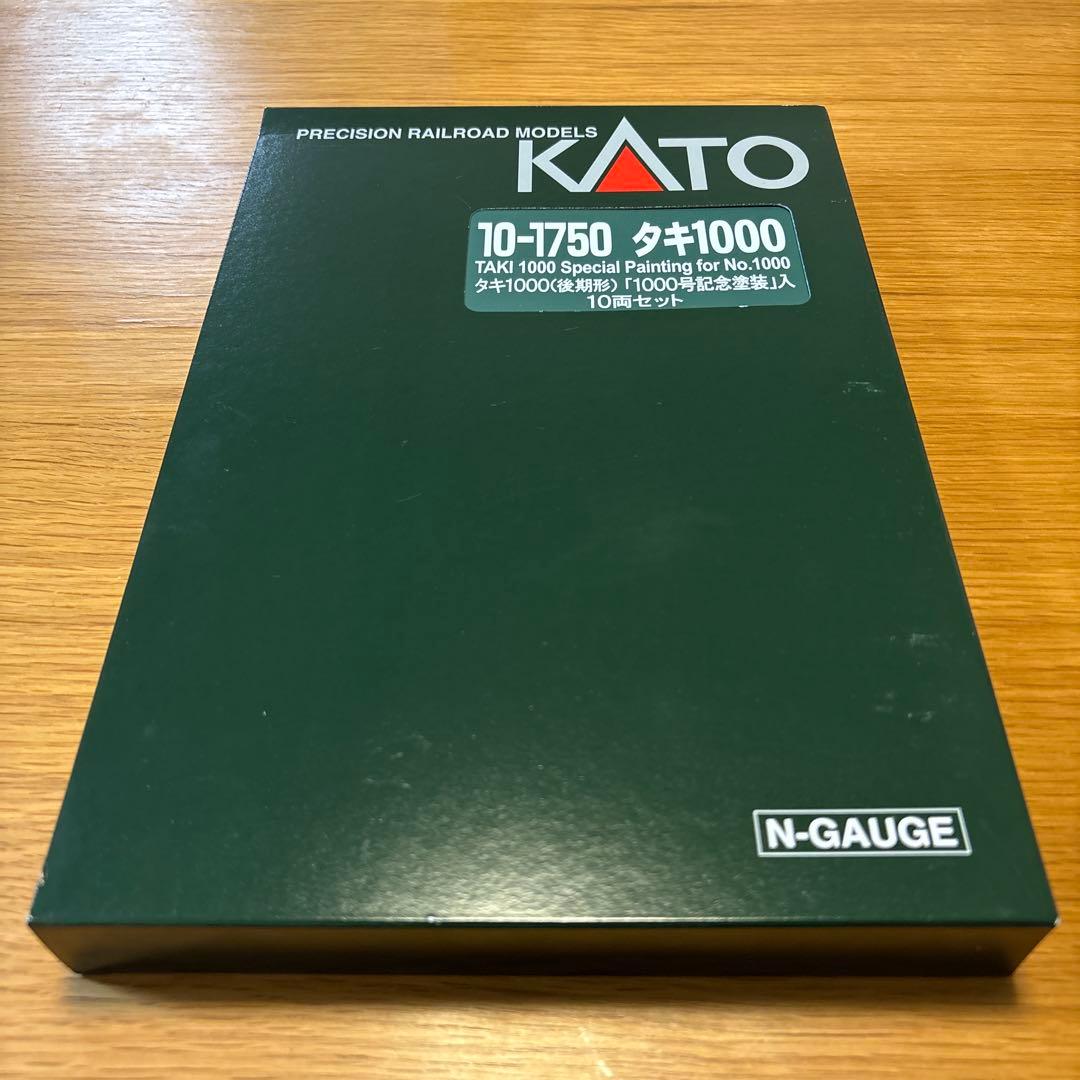 PRECISION RAILROAD MODELS
KATO
10-1750 タキ1000
TAKI 1000 Special Painting for No.1000
タキ1000(後期形)「1000号記念塗装」入
10両セット
N-GAUGE